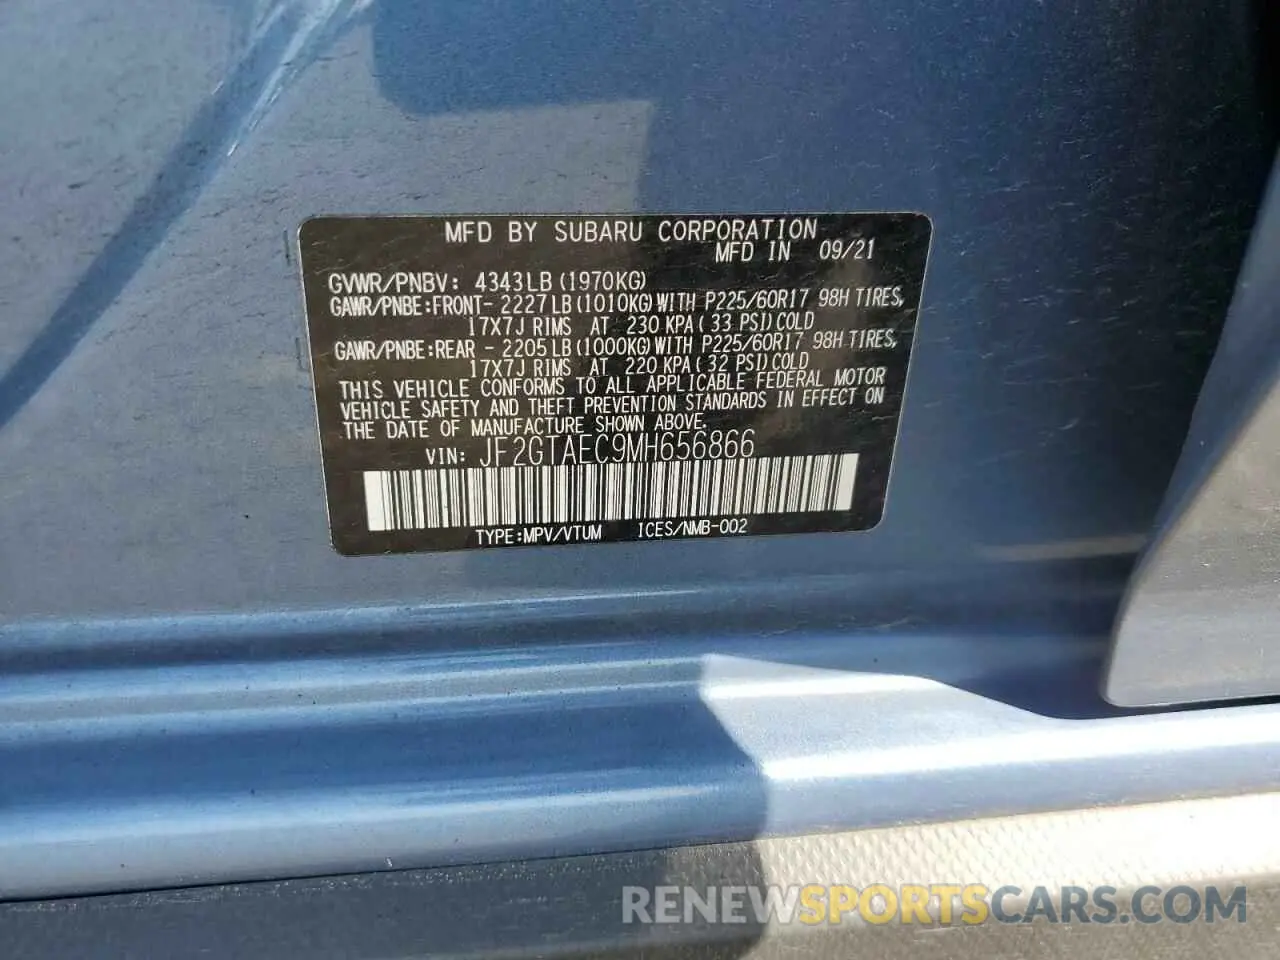 MFD BY SUBARU CORPORATION
MFD IN 09/21
GVWR/PNBV: 4343LB(1970KG)
GAWR/PNBE:FRONT- 2227LB(1010KG)WITH P225/60R17 98H TIRES,
17X7J RIMS AT 230 KPA( 33 PSI)COLD
GAWR/PNBE:REAR - 2205LB(1000KG)WITH P225/60R17 98H TIRES,
17X7J RIMS AT 220 KPA( 32 PSI)COLD
THIS VEHICLE CONFORMS TO ALL APPLICABLE FEDERAL MOTOR
VEHICLE SAFETY AND THEFT PREVENTION STANDARDS IN EFFECT ON
THE DATE OF MANUFACTURE SHOWN ABOVE.
VIN: JF2GTAEC9MH656866
TYPE:MPV/VTUM ICES/NMB-002
RENEWSPORTSCARS.COM